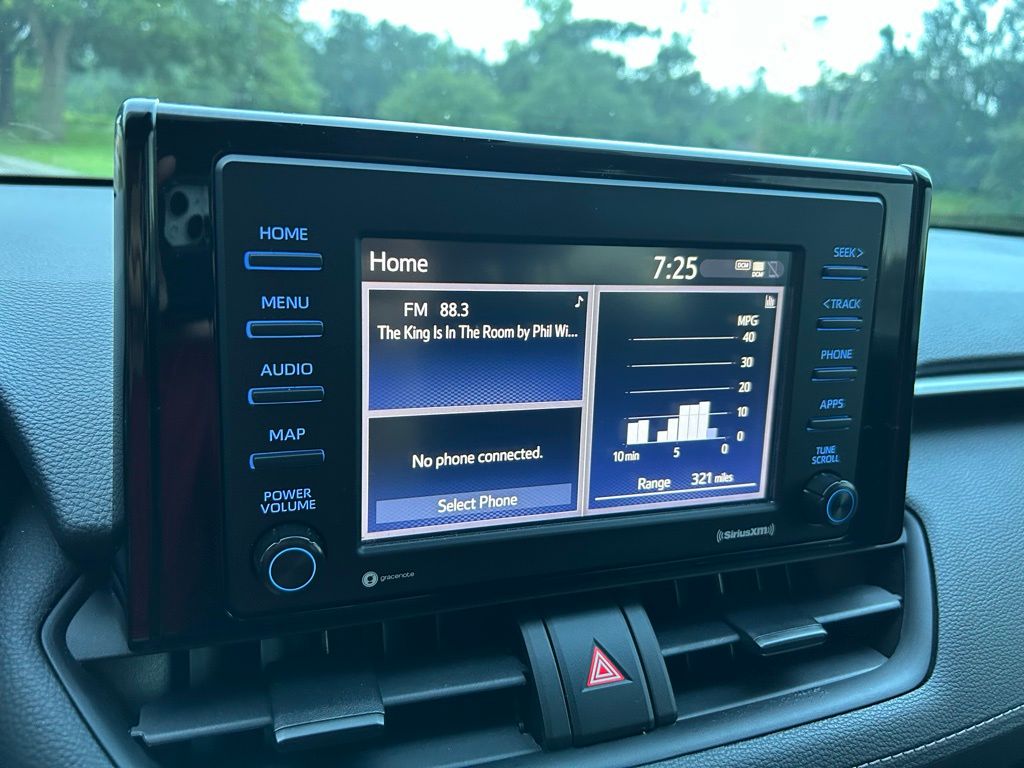 HOME
MENU
AUDIO
MAP
POWER
VOLUME
Home
7:25
DCM
DCM
FM 88.3
The King Is In The Room by Phil Wi...
No phone connected.
Select Phone
MPG
40
30
20
10
0
10 min 5 0
Range 321 miles
SEEK >
< TRACK
PHONE
APPS
TUNE
SCROLL
gracenote
((SiriusXM))